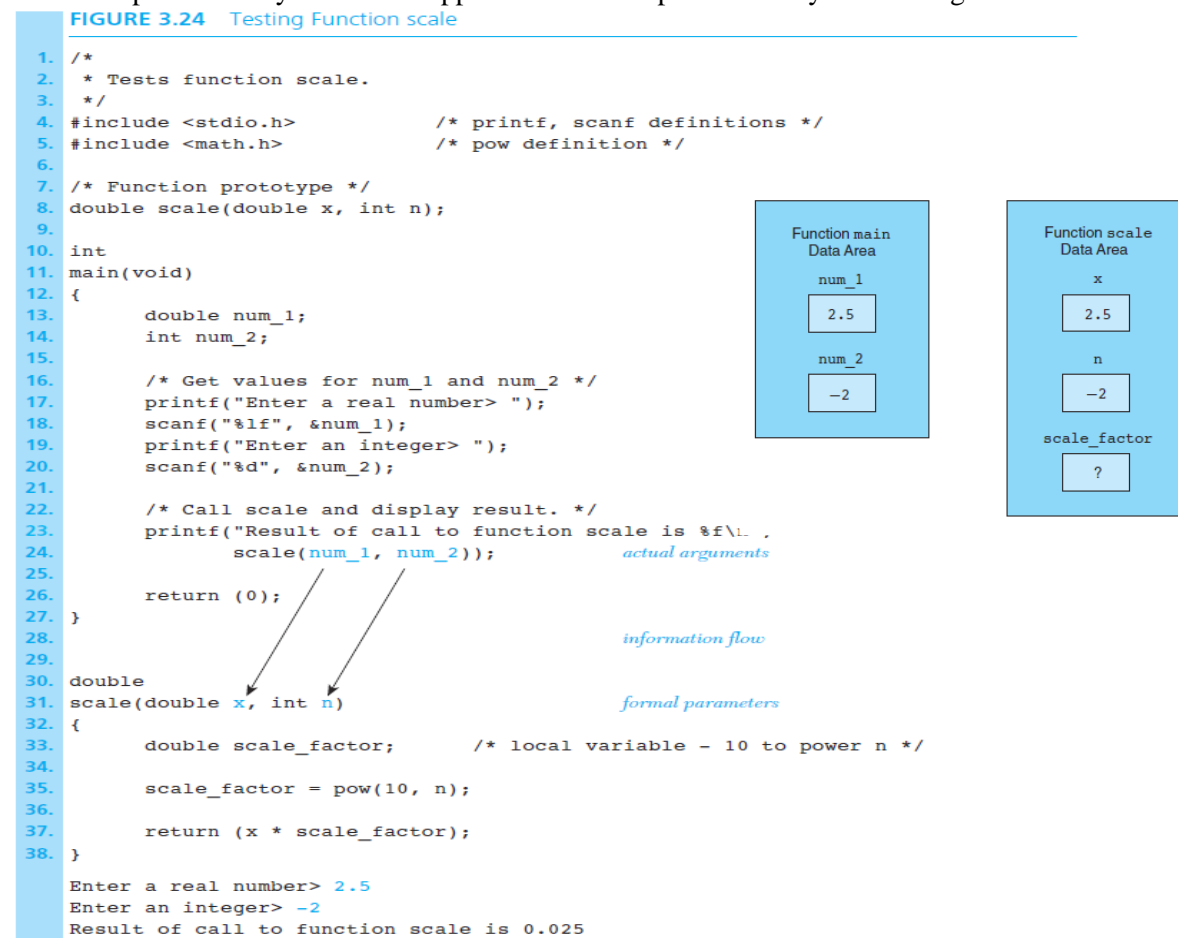 FIGURE 3.24 Testing Function scale
1. /*
2. * Tests function scale.
3. */
4. #include <stdio.h> /* printf, scanf definitions */
5. #include <math.h> /* pow definition */
6.
7. /* Function prototype */
8. double scale(double x, int n);
9.
10. int
11. main(void)
12. {
13. double num_1;
14. int num_2;
15.
16. /* Get values for num_1 and num_2 */
17. printf("Enter a real number> ");
18. scanf("%lf", &num_1);
19. printf("Enter an integer> ");
20. scanf("%d", &num_2);
21.
22. /* Call scale and display result. */
23. printf("Result of call to function scale is %f\
24. scale(num_1, num_2)); actual arguments
25.
26. return (0);
27. }
28. information flow
29.
30. double
31. scale(double x, int n) formal parameters
32. {
33. double scale_factor; /* local variable - 10 to power n */
34.
35. scale_factor = pow(10, n);
36.
37. return (x * scale_factor);
38. }
Enter a real number> 2.5
Enter an integer> -2
Result of call to function scale is 0.025
Function main
Data Area
num_1
2.5
num_2
-2
Function scale
Data Area
x
2.5
n
-2
scale_factor
?